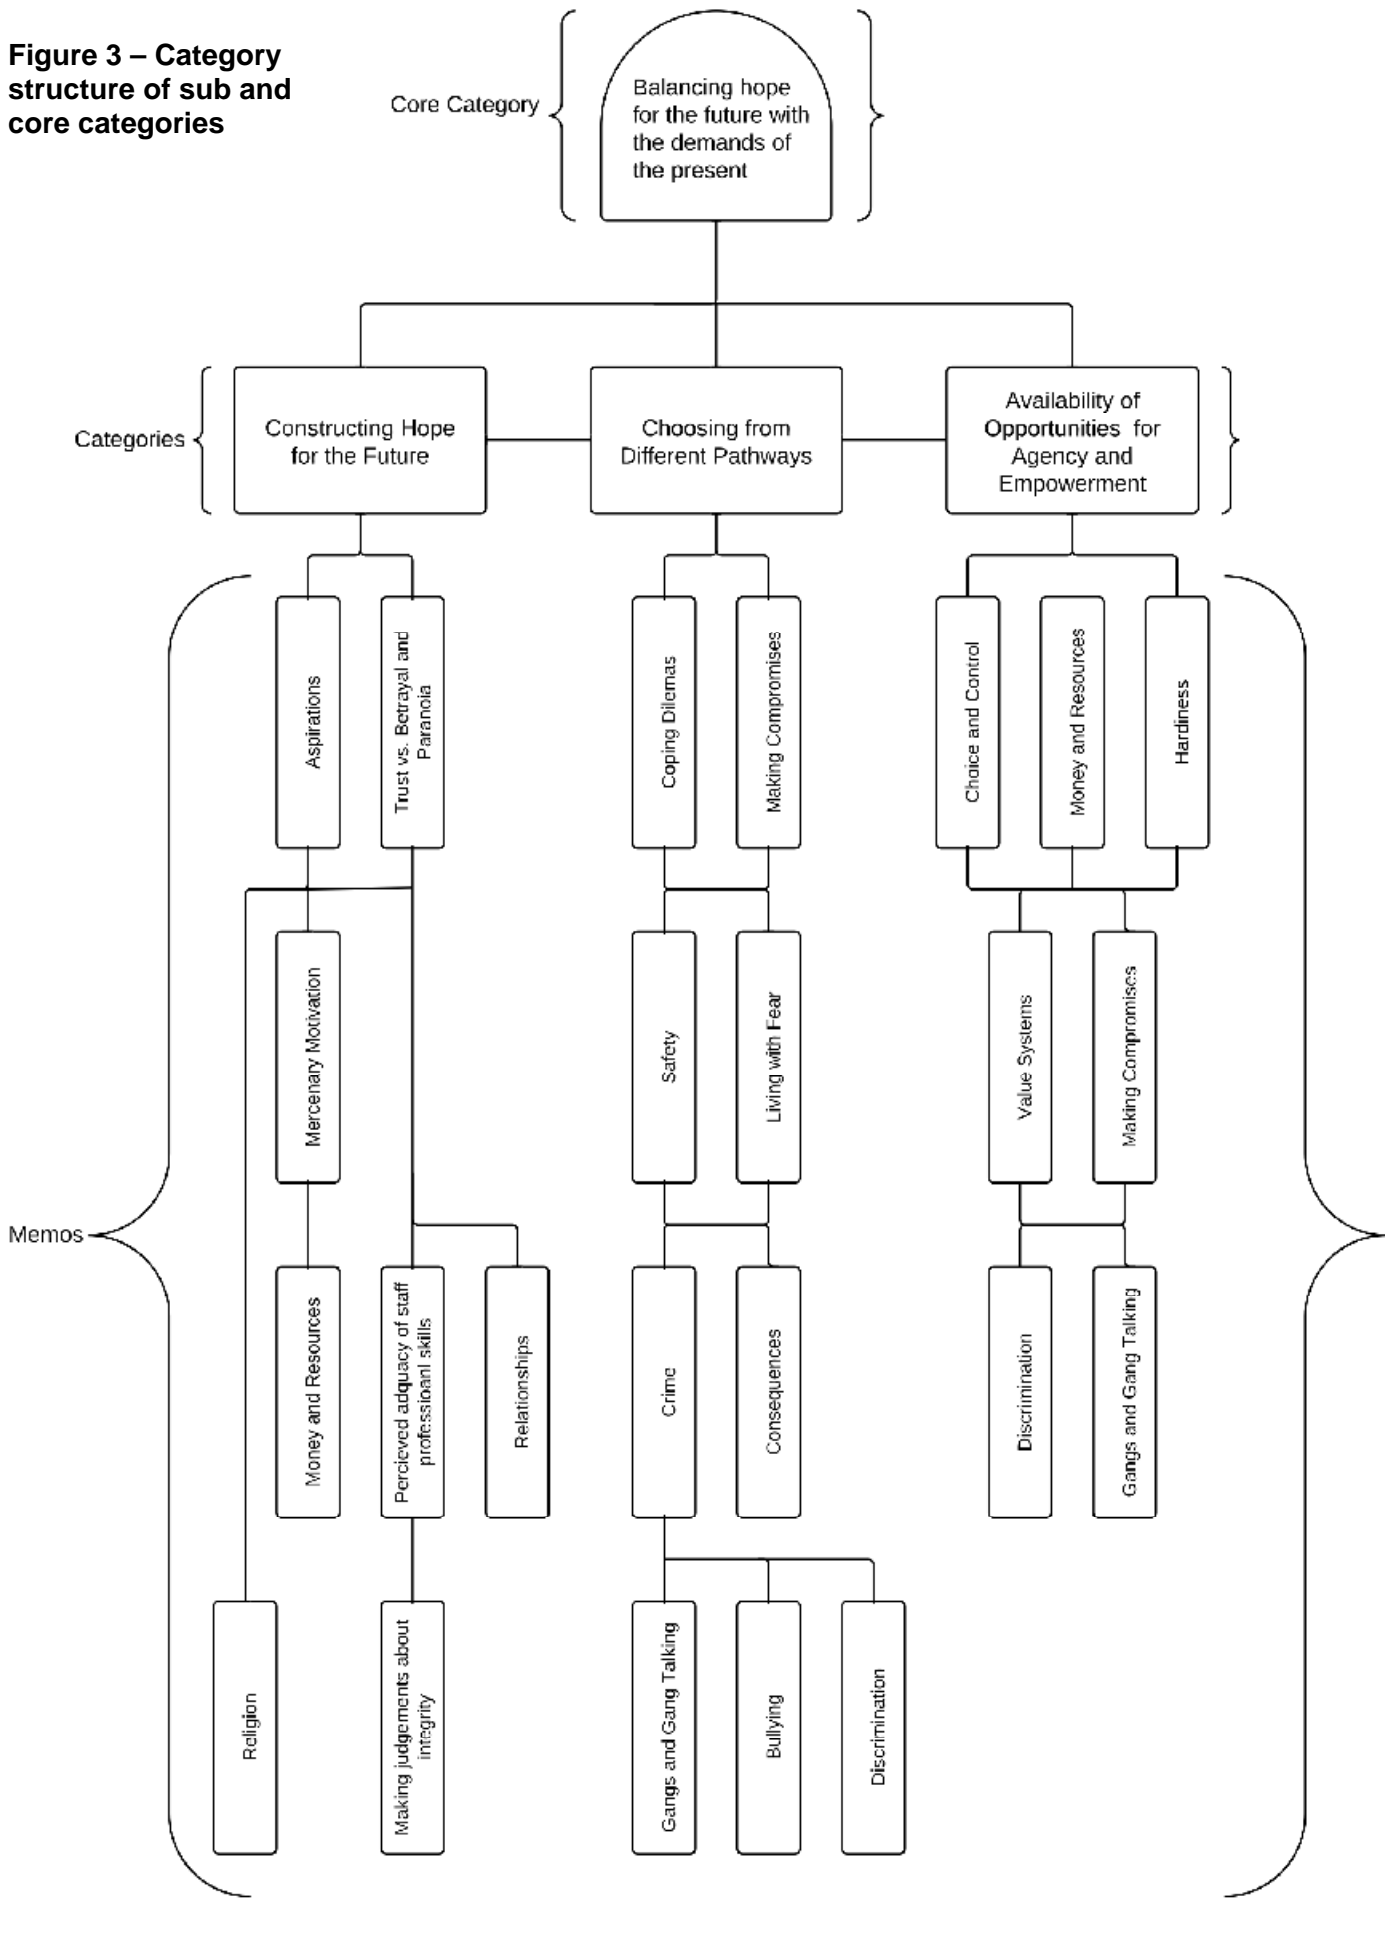 Figure 3 – Category
structure of sub and
core categories
Core Category
Balancing hope
for the future with
the demands of
the present
Categories
Constructing Hope
for the Future
Choosing from
Different Pathways
Availability of
Opportunities for
Agency and
Empowerment
Memos
Aspirations
Trust vs. Betrayal and
Paranoia
Coping Dilemas
Making Compromises
Choice and Control
Money and Resources
Hardiness
Mercenary Motivation
Safety
Living with Fear
Value Systems
Making Compromises
Money and Resources
Percieved adquacy of staff
professioanl skills
Relationships
Crime
Consequences
Discrimination
Gangs and Gang Talking
Religion
Making judgements about
integrity
Gangs and Gang Talking
Bullying
Discrimination